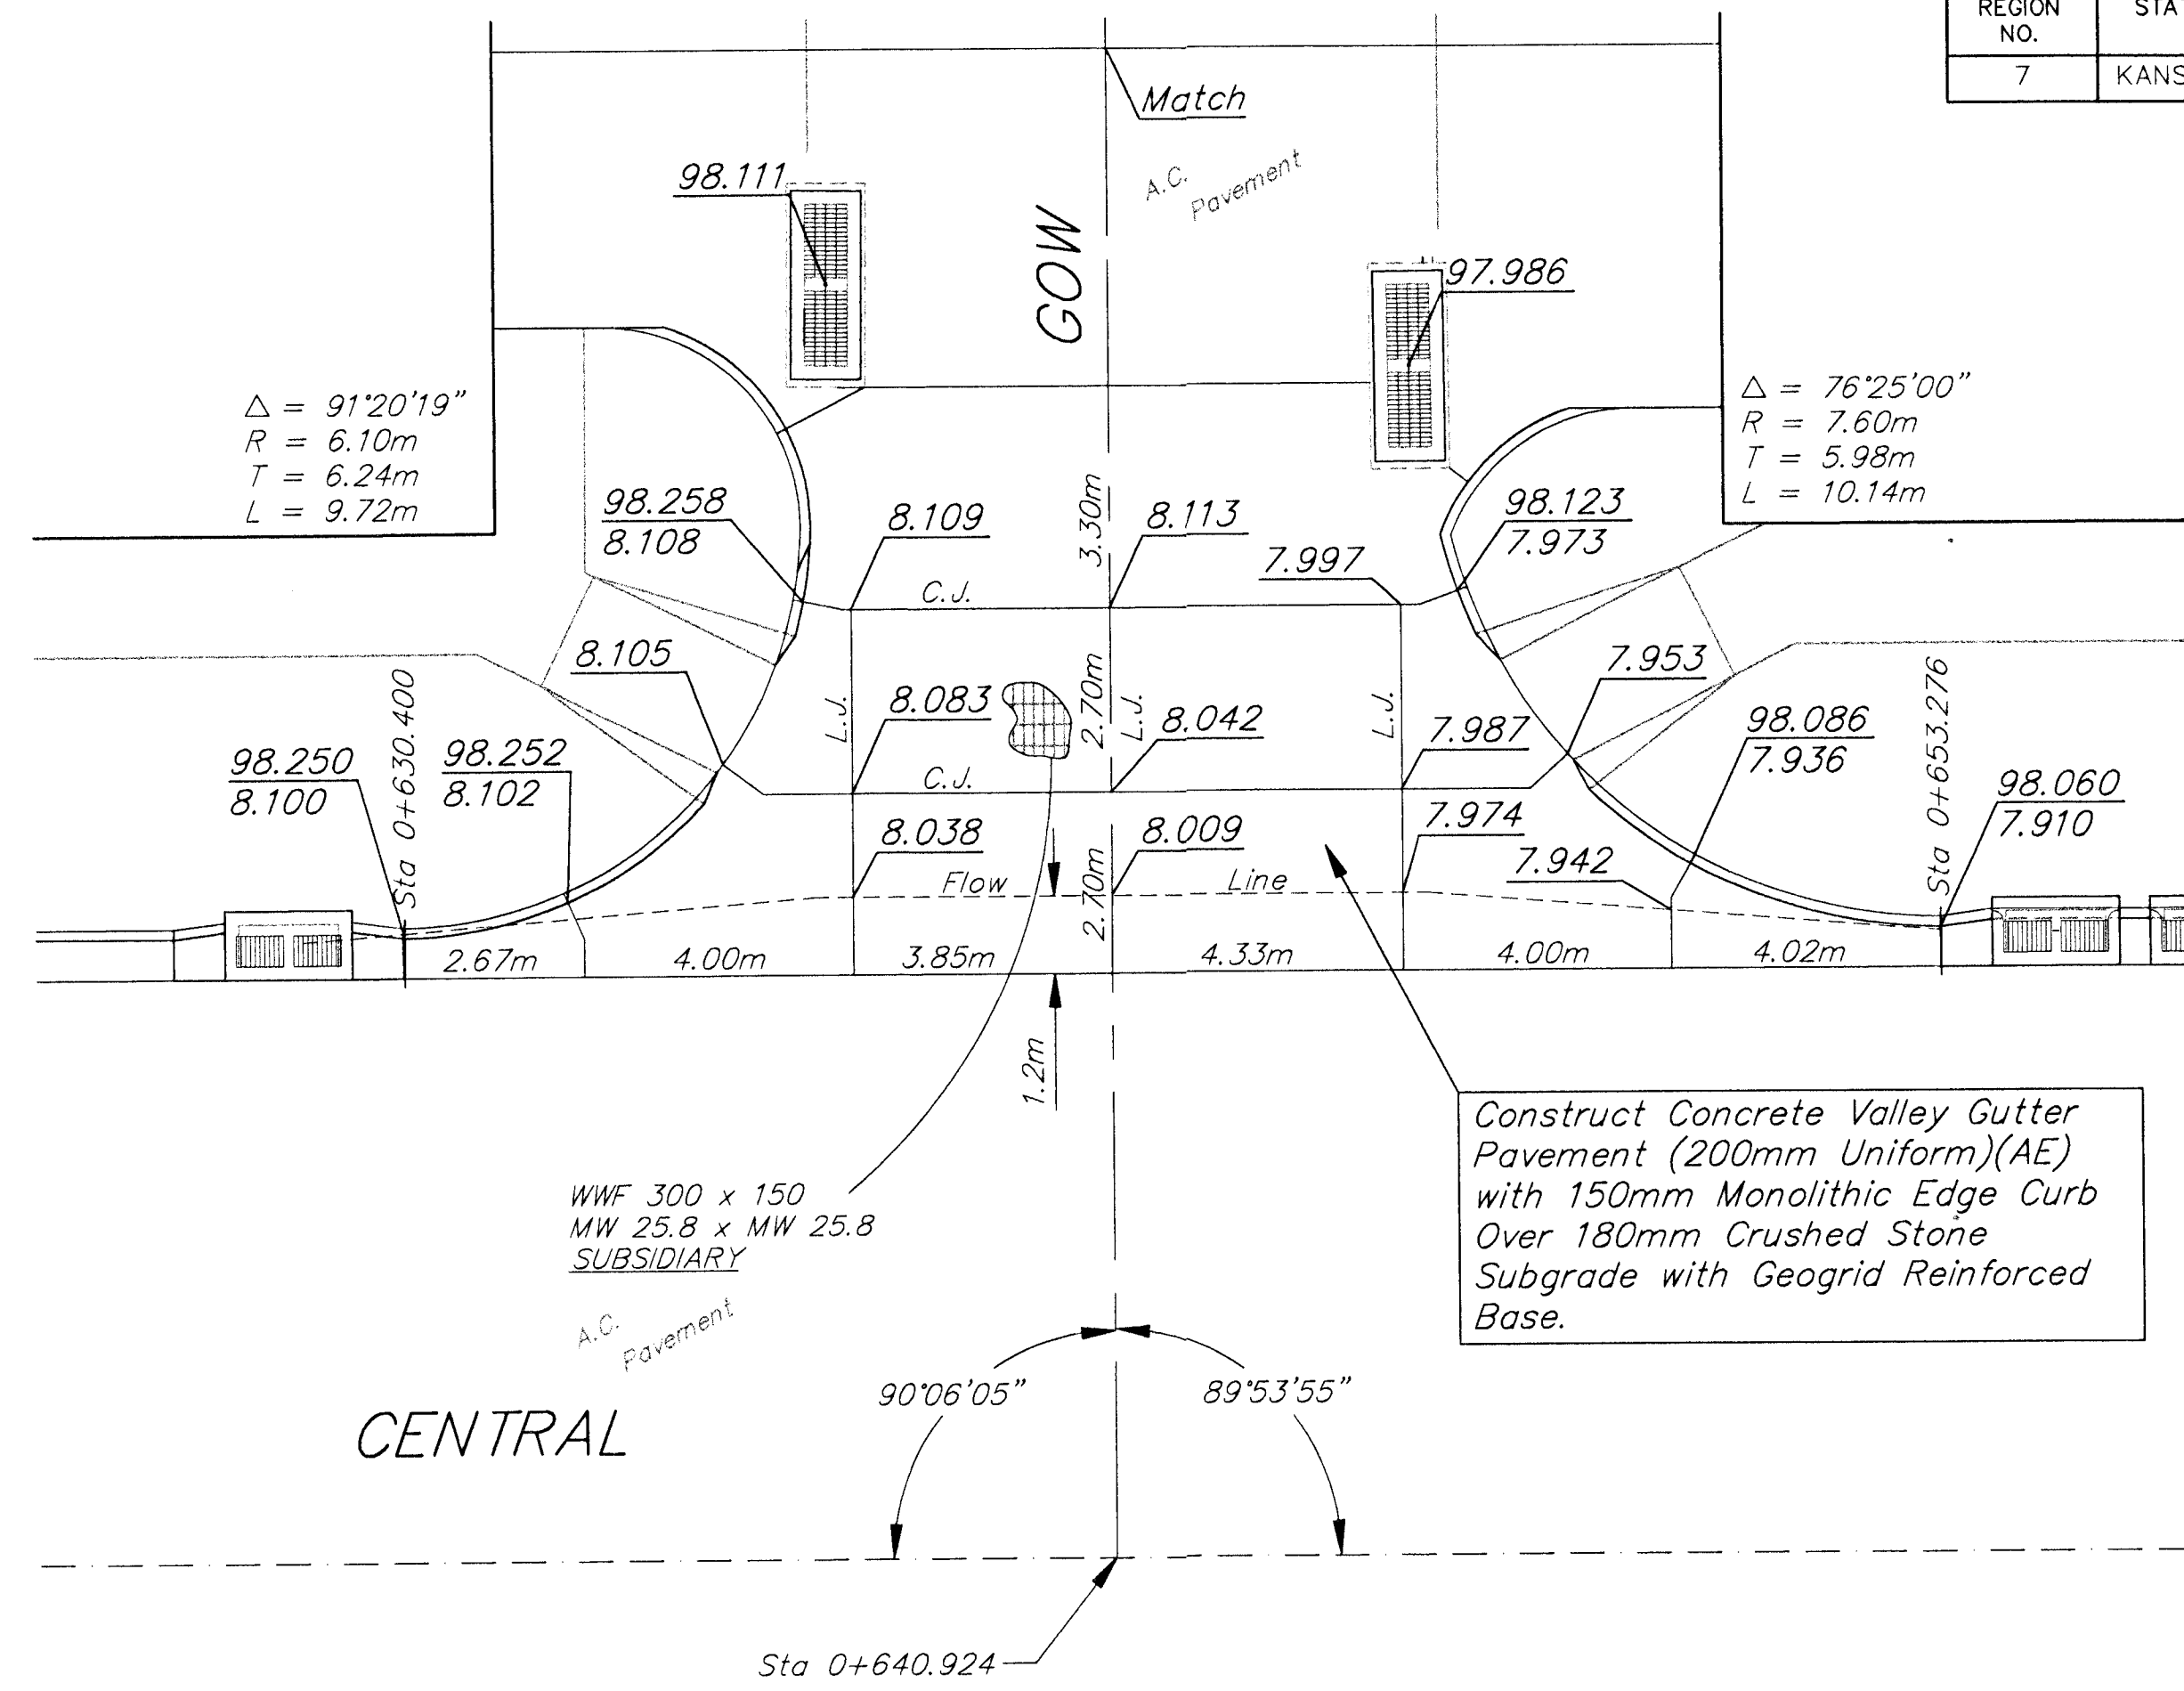 REGION
NO.
STA
7
KANS
Match
A.C.
Pavement
98.111
GOW
97.986
Δ = 91°20'19"
R = 6.10m
T = 6.24m
L = 9.72m
Δ = 76°25'00"
R = 7.60m
T = 5.98m
L = 10.14m
98.258
8.108
8.109
3.30m
8.113
7.997
98.123
7.973
C.J.
8.105
L.J.
8.083
2.70m
L.J.
8.042
L.J.
7.987
7.953
98.086
7.936
Sta 0+630.400
98.250
8.100
98.252
8.102
C.J.
Sta 0+653.276
98.060
7.910
8.038
8.009
7.974
7.942
Flow Line
2.70m
2.67m
4.00m
3.85m
4.33m
4.00m
4.02m
1.2m
Construct Concrete Valley Gutter
Pavement (200mm Uniform)(AE)
with 150mm Monolithic Edge Curb
Over 180mm Crushed Stone
Subgrade with Geogrid Reinforced
Base.
WWF 300 x 150
MW 25.8 x MW 25.8
SUBSIDIARY
A.C.
Pavement
90°06'05"
89°53'55"
CENTRAL
Sta 0+640.924